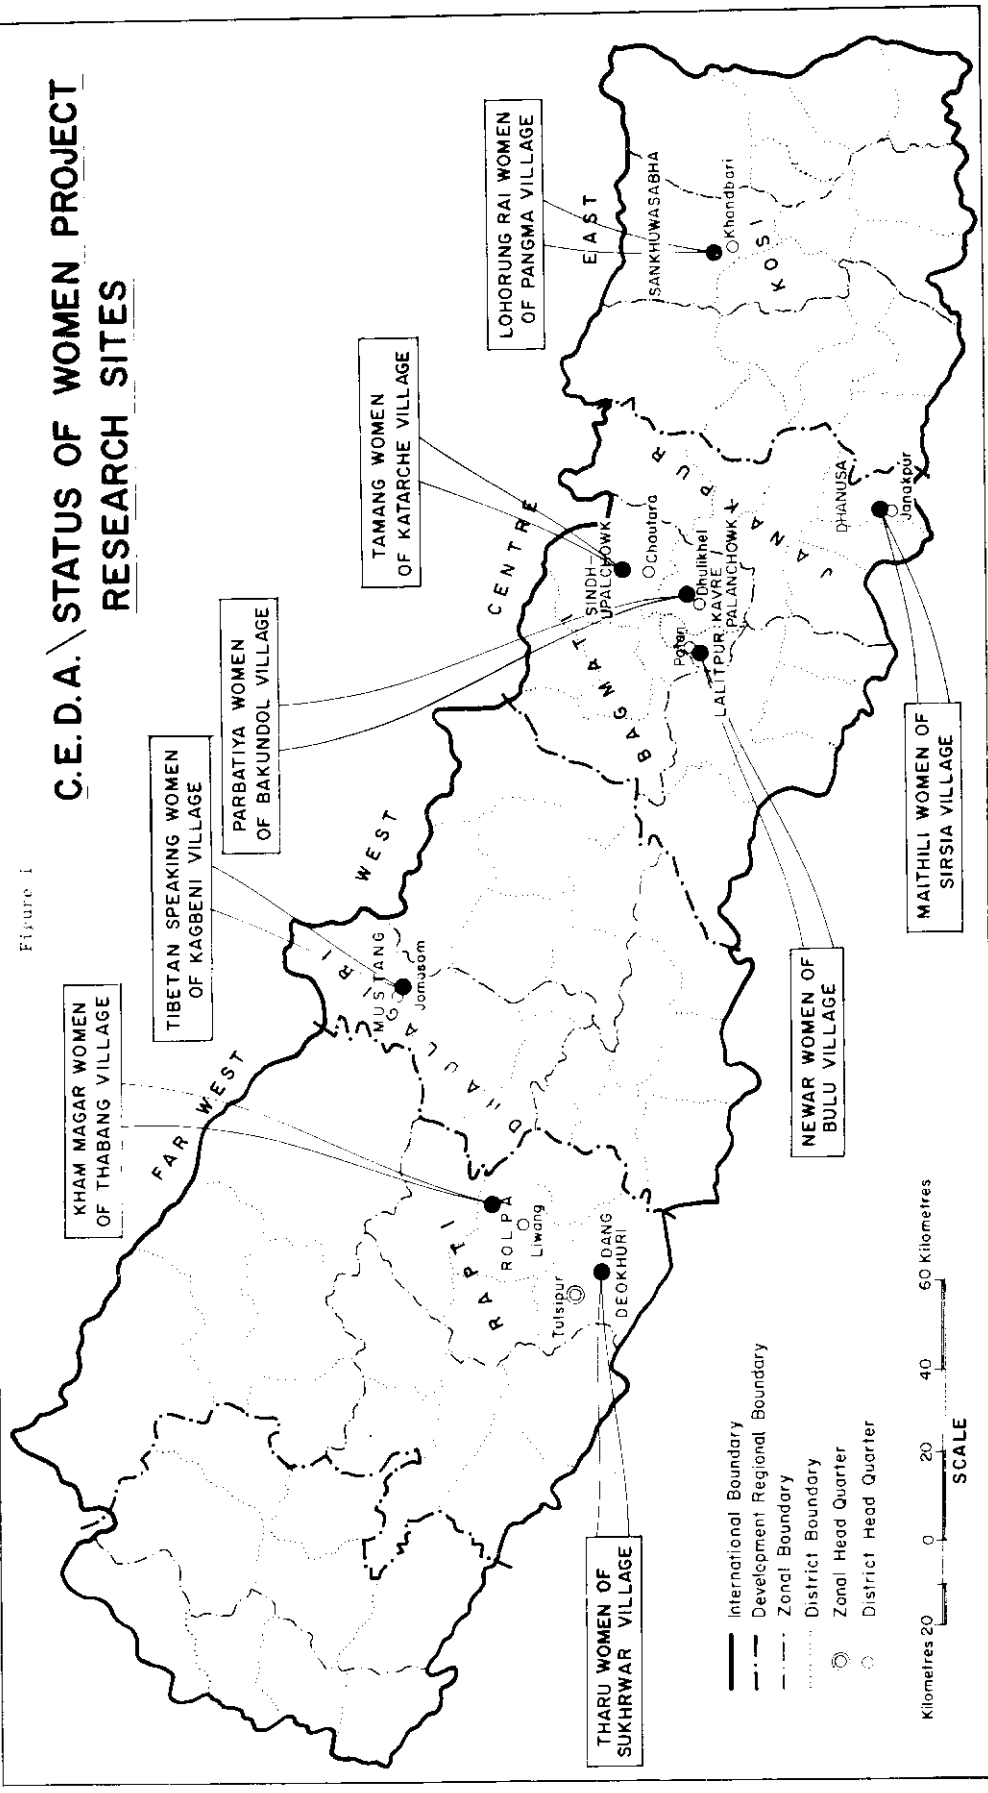 Figure 1
C.E.D.A. \ STATUS OF WOMEN PROJECT
RESEARCH SITES
KHAM MAGAR WOMEN
OF THABANG VILLAGE
TIBETAN SPEAKING WOMEN
OF KAGBENI VILLAGE
PARBATIYA WOMEN
OF BAKUNDOL VILLAGE
TAMANG WOMEN
OF KATARCHE VILLAGE
LOHORUNG RAI WOMEN
OF PANGMA VILLAGE
FAR WEST
WEST
CENTRE
EAST
MUSTANG
Jomosom
DHAULAGIRI
RAPTI
ROLPA
Liwang
Tulsipur
DANG
DEOKHURI
BAGMATI
SINDH-
UPALCHOWK
Chautara
Dhulikhel
KAVRE
PALANCHOWK
Patan
LALITPUR
JANAKPUR
DHANUSA
Janakpur
SANKHUWASABHA
Khandbari
KOSI
THARU WOMEN OF
SUKHRWAR VILLAGE
NEWAR WOMEN OF
BULU VILLAGE
MAITHILI WOMEN OF
SIRSIA VILLAGE
International Boundary
Development Regional Boundary
Zonal Boundary
District Boundary
Zonal Head Quarter
District Head Quarter
Kilometres 20 0 20 40 60 Kilometres
SCALE